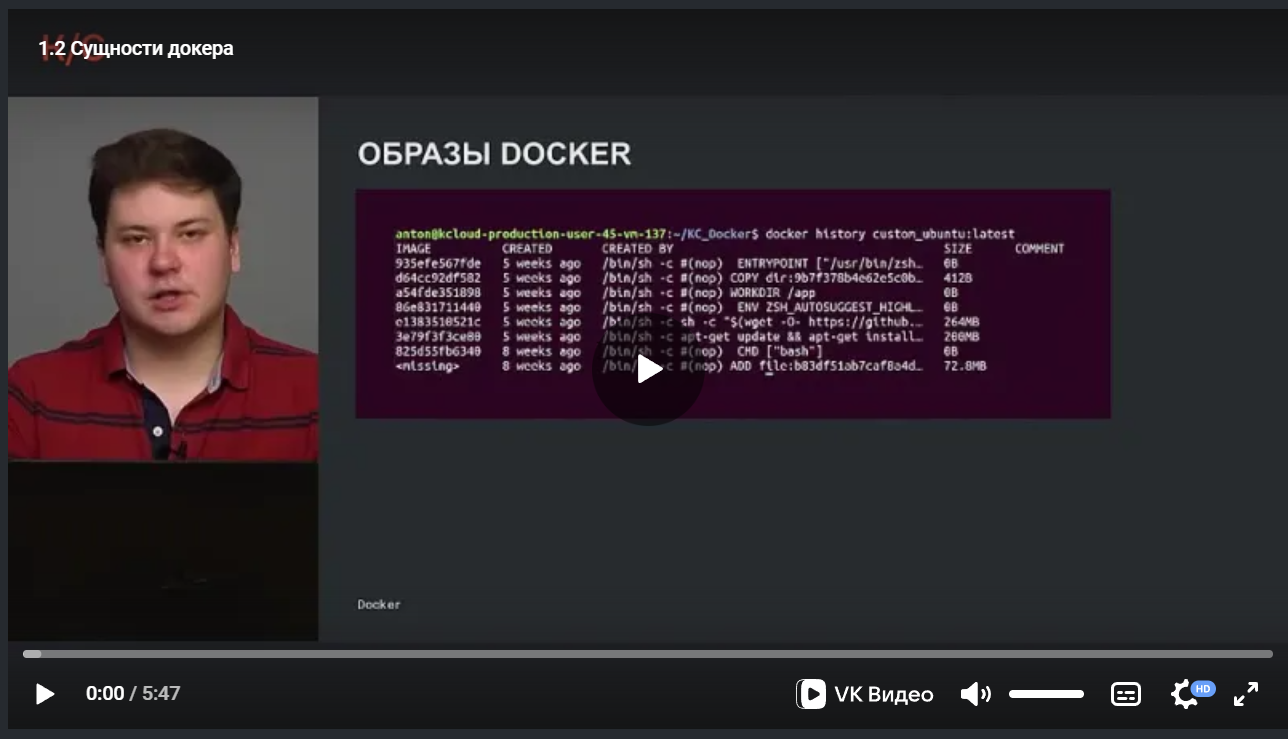 1.2 Сущности докера
ОБРАЗЫ DOCKER
anton@kcloud-production-user-45-vm-137:~/KC_Docker$ docker history custom_ubuntu:latest
IMAGE CREATED CREATED BY SIZE COMMENT
935efe567fde 5 weeks ago /bin/sh -c #(nop) ENTRYPOINT ["/usr/bin/zsh… 0B
d64cc92df582 5 weeks ago /bin/sh -c #(nop) COPY dir:9b7f378b4e62e5c0b… 412B
a54fde351898 5 weeks ago /bin/sh -c #(nop) WORKDIR /app 0B
86e831711440 5 weeks ago /bin/sh -c #(nop) ENV ZSH_AUTOSUGGEST_HIGHL… 0B
e1383510521c 5 weeks ago /bin/sh -c sh -c "$(wget -O- https://github.… 264MB
3e79f3f3ce80 5 weeks ago /bin/sh -c apt-get update && apt-get install… 200MB
825d55fb6340 8 weeks ago /bin/sh -c #(nop) CMD ["bash"] 0B
<missing> 8 weeks ago /bin/sh -c #(nop) ADD file:b83df51ab7caf8a4d… 72.8MB
Docker
0:00 / 5:47
VK Видео
HD